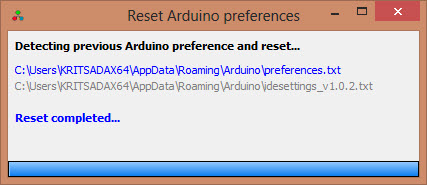 Reset Arduino preferences
Detecting previous Arduino preference and reset...
C:\Users\KRITSADAX64\AppData\Roaming\Arduino\preferences.txt
C:\Users\KRITSADAX64\AppData\Roaming\Arduino\idesettings_v1.0.2.txt
Reset completed...